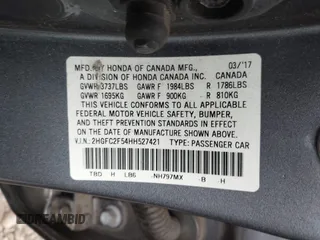 MFD. BY HONDA OF CANADA MFG., 03/'17
A DIVISION OF HONDA CANADA INC. CANADA
GVWR 3737LBS GAWR F 1984LBS R 1786LBS
GVWR 1695KG GAWR F 900KG R 810KG
THIS VEHICLE CONFORMS TO ALL APPLICABLE
FEDERAL MOTOR VEHICLE SAFETY, BUMPER,
AND THEFT PREVENTION STANDARDS IN EFFECT
ON THE DATE OF MANUFACTURE SHOWN ABOVE.
V.I.N.: 2HGFC2F54HH527421 TYPE: PASSENGER CAR
TBD H LB6 NH797MX B H
CREAMBID